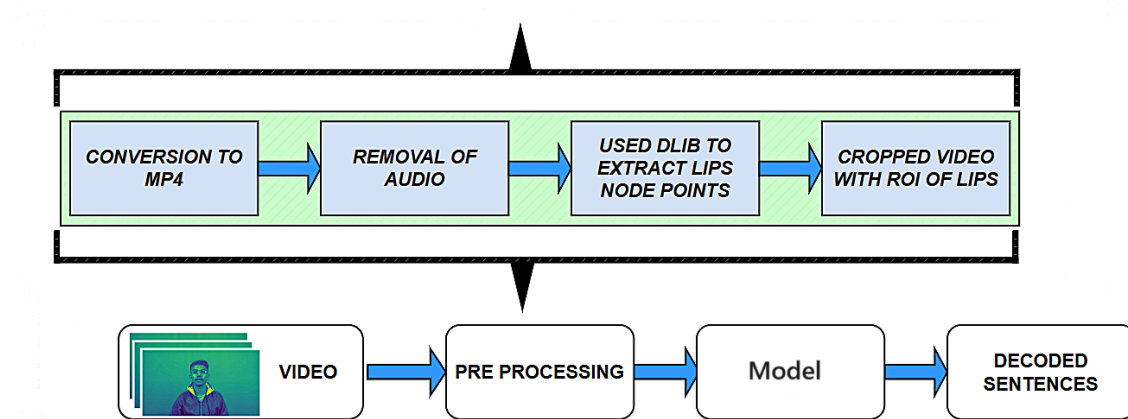 CONVERSION TO
MP4
REMOVAL OF
AUDIO
USED DLIB TO
EXTRACT LIPS
NODE POINTS
CROPPED VIDEO
WITH ROI OF LIPS
VIDEO
PRE PROCESSING
Model
DECODED
SENTENCES